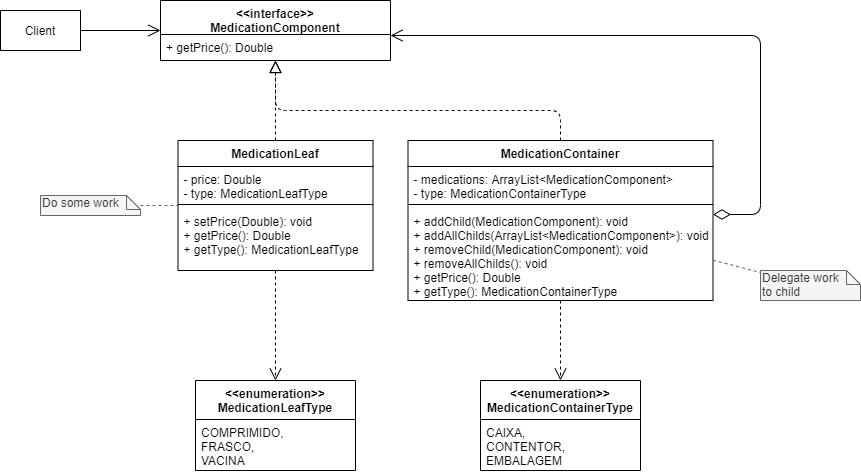 Client
<<interface>>
MedicationComponent
+ getPrice(): Double
MedicationLeaf
- price: Double
- type: MedicationLeafType
+ setPrice(Double): void
+ getPrice(): Double
+ getType(): MedicationLeafType
Do some work
MedicationContainer
- medications: ArrayList<MedicationComponent>
- type: MedicationContainerType
+ addChild(MedicationComponent): void
+ addAllChilds(ArrayList<MedicationComponent>): void
+ removeChild(MedicationComponent): void
+ removeAllChilds(): void
+ getPrice(): Double
+ getType(): MedicationContainerType
Delegate work
to child
<<enumeration>>
MedicationLeafType
COMPRIMIDO,
FRASCO,
VACINA
<<enumeration>>
MedicationContainerType
CAIXA,
CONTENTOR,
EMBALAGEM